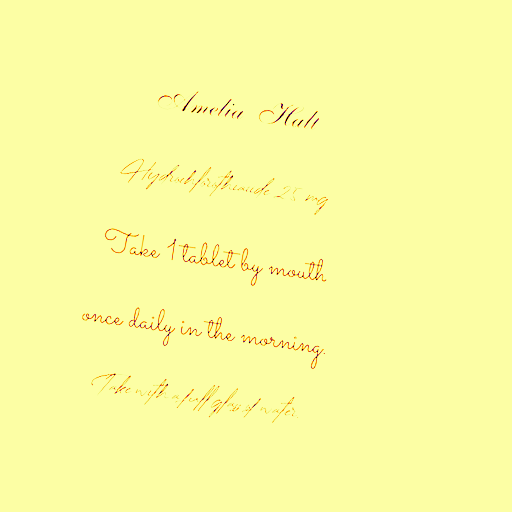 Amelia Hall
Hydrochlorothiazide 25 mg
Take 1 tablet by mouth
once daily in the morning.
Take with a full glass of water